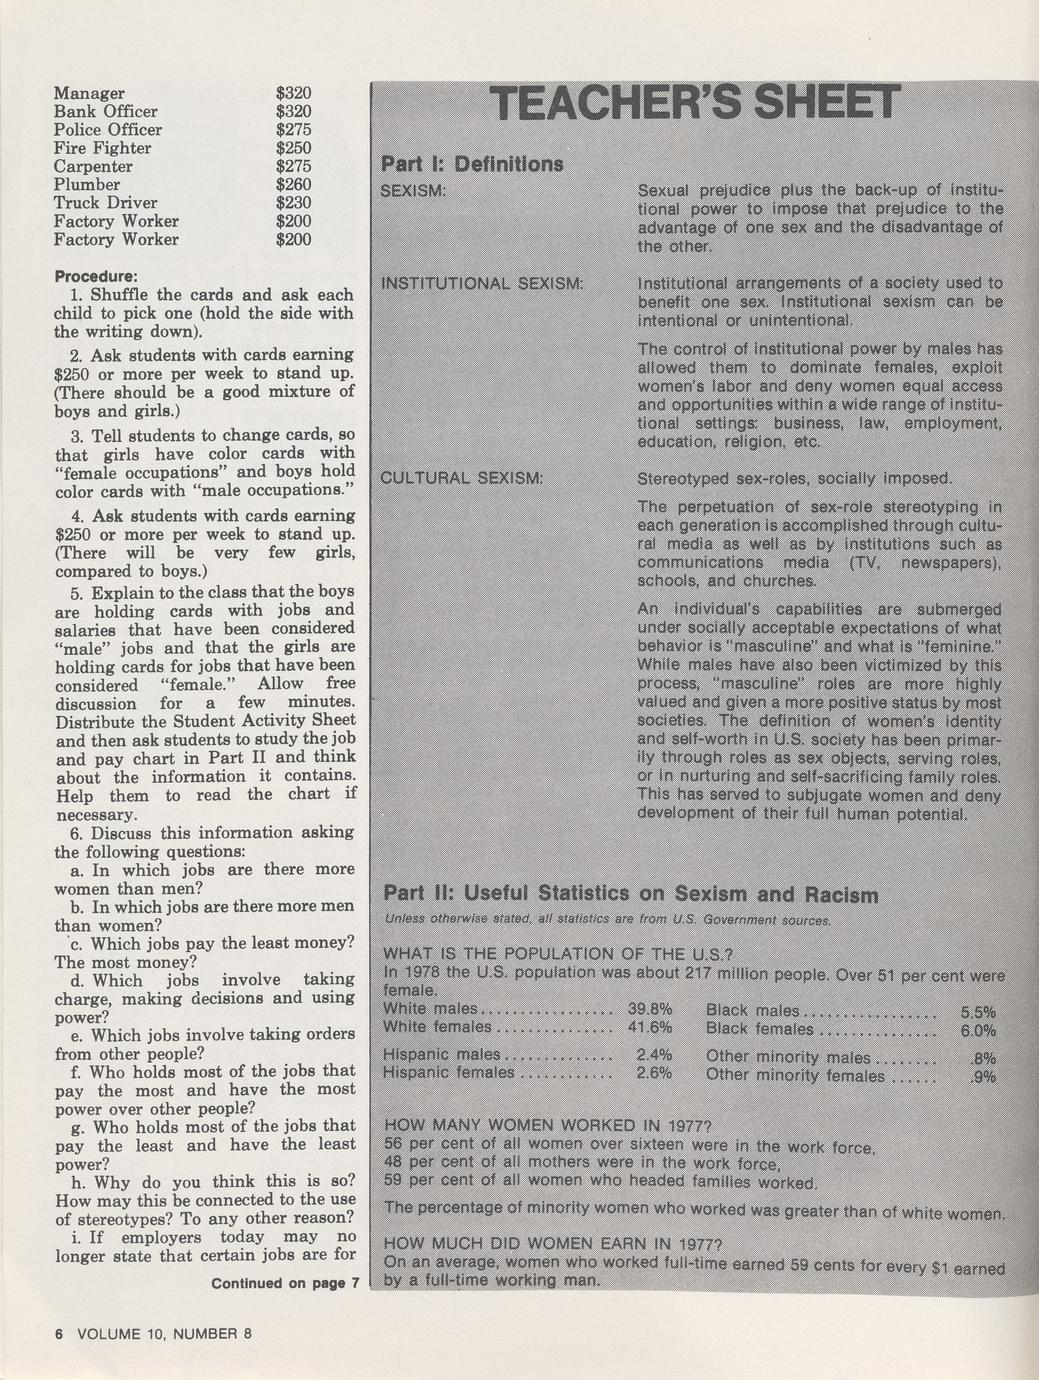 Manager $320
Bank Officer $320
Police Officer $275
Fire Fighter $250
Carpenter $275
Plumber $260
Truck Driver $230
Factory Worker $200
Factory Worker $200
Procedure:
1. Shuffle the cards and ask each
child to pick one (hold the side with
the writing down).
2. Ask students with cards earning
$250 or more per week to stand up.
(There should be a good mixture of
boys and girls.)
3. Tell students to change cards, so
that girls have color cards with
“female occupations” and boys hold
color cards with “male occupations.”
4. Ask students with cards earning
$250 or more per week to stand up.
(There will be very few girls,
compared to boys.)
5. Explain to the class that the boys
are holding cards with jobs and
salaries that have been considered
“male” jobs and that the girls are
holding cards for jobs that have been
considered “female.” Allow free
discussion for a few minutes.
Distribute the Student Activity Sheet
and then ask students to study the job
and pay chart in Part II and think
about the information it contains.
Help them to read the chart if
necessary.
6. Discuss this information asking
the following questions:
a. In which jobs are there more
women than men?
b. In which jobs are there more men
than women?
c. Which jobs pay the least money?
The most money?
d. Which jobs involve taking
charge, making decisions and using
power?
e. Which jobs involve taking orders
from other people?
f. Who holds most of the jobs that
pay the most and have the most
power over other people?
g. Who holds most of the jobs that
pay the least and have the least
power?
h. Why do you think this is so?
How may this be connected to the use
of stereotypes? To any other reason?
i. If employers today may no
longer state that certain jobs are for
Continued on page 7
TEACHER'S SHEET
Part I: Definitions
SEXISM: Sexual prejudice plus the back-up of institu-
tional power to impose that prejudice to the
advantage of one sex and the disadvantage of
the other.
INSTITUTIONAL SEXISM: Institutional arrangements of a society used to
benefit one sex. Institutional sexism can be
intentional or unintentional.
The control of institutional power by males has
allowed them to dominate females, exploit
women's labor and deny women equal access
and opportunities within a wide range of institu-
tional settings: business, law, employment,
education, religion, etc.
CULTURAL SEXISM: Stereotyped sex-roles, socially imposed.
The perpetuation of sex-role stereotyping in
each generation is accomplished through cultu-
ral media as well as by institutions such as
communications media (TV, newspapers),
schools, and churches.
An individual's capabilities are submerged
under socially acceptable expectations of what
behavior is “masculine” and what is “feminine.”
While males have also been victimized by this
process, “masculine” roles are more highly
valued and given a more positive status by most
societies. The definition of women's identity
and self-worth in U.S. society has been primar-
ily through roles as sex objects, serving roles,
or in nurturing and self-sacrificing family roles.
This has served to subjugate women and deny
development of their full human potential.
Part II: Useful Statistics on Sexism and Racism
Unless otherwise stated, all statistics are from U.S. Government sources.
WHAT IS THE POPULATION OF THE U.S.?
In 1978 the U.S. population was about 217 million people. Over 51 per cent were
female.
White males................. 39.8% Black males................. 5.5%
White females ............... 41.6% Black females ............... 6.0%
Hispanic males.............. 2.4% Other minority males ........ .8%
Hispanic females ............ 2.6% Other minority females ...... .9%
HOW MANY WOMEN WORKED IN 1977?
56 per cent of all women over sixteen were in the work force,
48 per cent of all mothers were in the work force,
59 per cent of all women who headed families worked.
The percentage of minority women who worked was greater than of white women.
HOW MUCH DID WOMEN EARN IN 1977?
On an average, women who worked full-time earned 59 cents for every $1 earned
by a full-time working man.
6 VOLUME 10, NUMBER 8